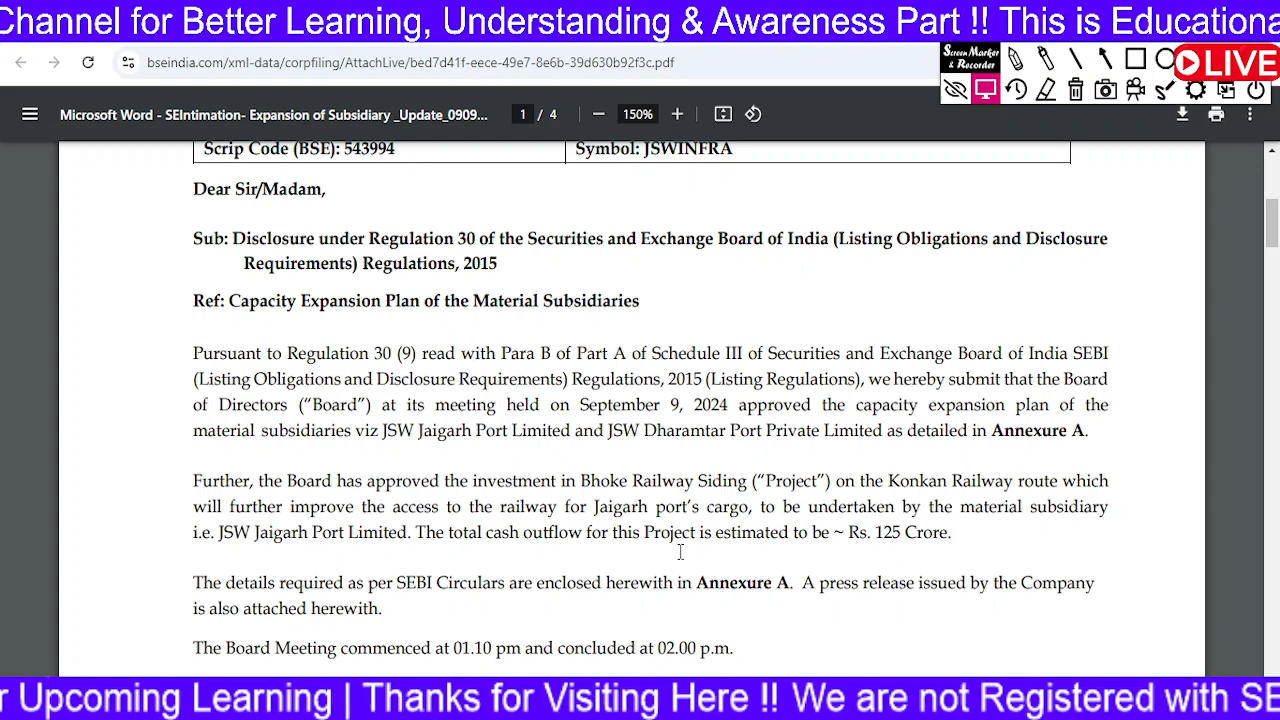 Channel for Better Learning, Understanding & Awareness Part !! This is Educationa
bseindia.com/xml-data/corpfiling/AttachLive/bed7d41f-eece-49e7-8e6b-39d630b92f3c.pdf
Screen Marker
& Recorder
LIVE
Microsoft Word - SEIntimation- Expansion of Subsidiary _Update_0909...
1 / 4
150%
Scrip Code (BSE): 543994 Symbol: JSWINFRA
Dear Sir/Madam,
Sub: Disclosure under Regulation 30 of the Securities and Exchange Board of India (Listing Obligations and Disclosure
Requirements) Regulations, 2015
Ref: Capacity Expansion Plan of the Material Subsidiaries
Pursuant to Regulation 30 (9) read with Para B of Part A of Schedule III of Securities and Exchange Board of India SEBI
(Listing Obligations and Disclosure Requirements) Regulations, 2015 (Listing Regulations), we hereby submit that the Board
of Directors (“Board”) at its meeting held on September 9, 2024 approved the capacity expansion plan of the
material subsidiaries viz JSW Jaigarh Port Limited and JSW Dharamtar Port Private Limited as detailed in Annexure A.
Further, the Board has approved the investment in Bhoke Railway Siding (“Project”) on the Konkan Railway route which
will further improve the access to the railway for Jaigarh port’s cargo, to be undertaken by the material subsidiary
i.e. JSW Jaigarh Port Limited. The total cash outflow for this Project is estimated to be ~ Rs. 125 Crore.
The details required as per SEBI Circulars are enclosed herewith in Annexure A. A press release issued by the Company
is also attached herewith.
The Board Meeting commenced at 01.10 pm and concluded at 02.00 p.m.
r Upcoming Learning | Thanks for Visiting Here !! We are not Registered with SE